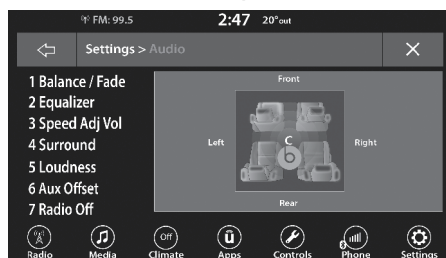 FM: 99.5 2:47 20°out
Settings > Audio
1 Balance / Fade
2 Equalizer
3 Speed Adj Vol
4 Surround
5 Loudness
6 Aux Offset
7 Radio Off
Front
Left C Right
b
Rear
Off ü
Radio Media Climate Apps Controls Phone Settings